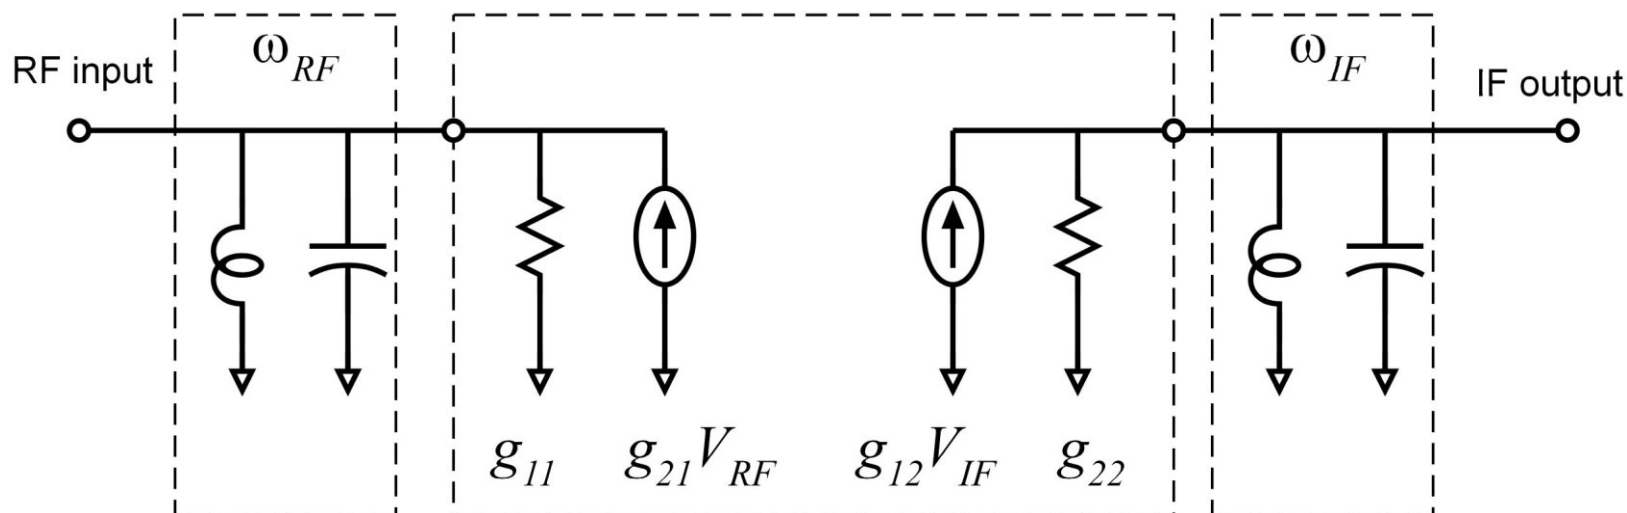 ω_RF
ω_IF
RF input
IF output
g_11
g_21V_RF
g_12V_IF
g_22